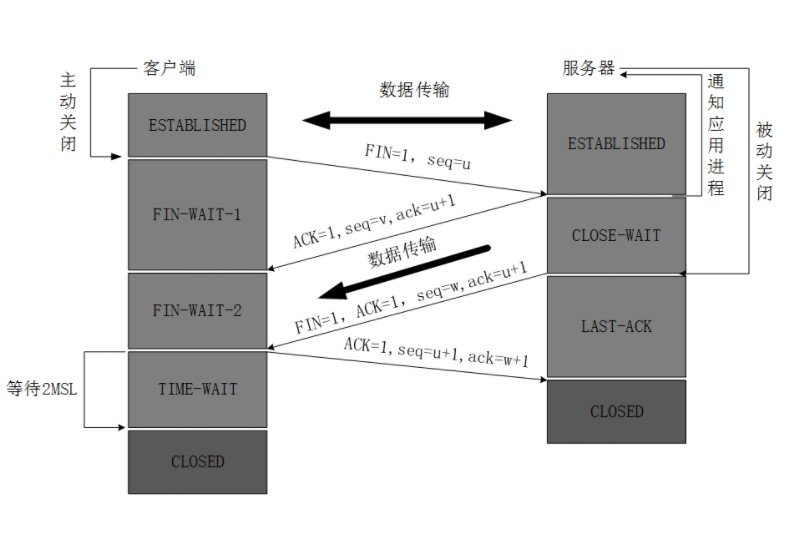 客户端
服务器
主动关闭
数据传输
通知应用进程
被动关闭
ESTABLISHED
ESTABLISHED
FIN=1, seq=u
FIN-WAIT-1
ACK=1,seq=v,ack=u+1
CLOSE-WAIT
数据传输
FIN-WAIT-2
FIN=1, ACK=1, seq=w,ack=u+1
LAST-ACK
ACK=1,seq=u+1,ack=w+1
等待2MSL
TIME-WAIT
CLOSED
CLOSED